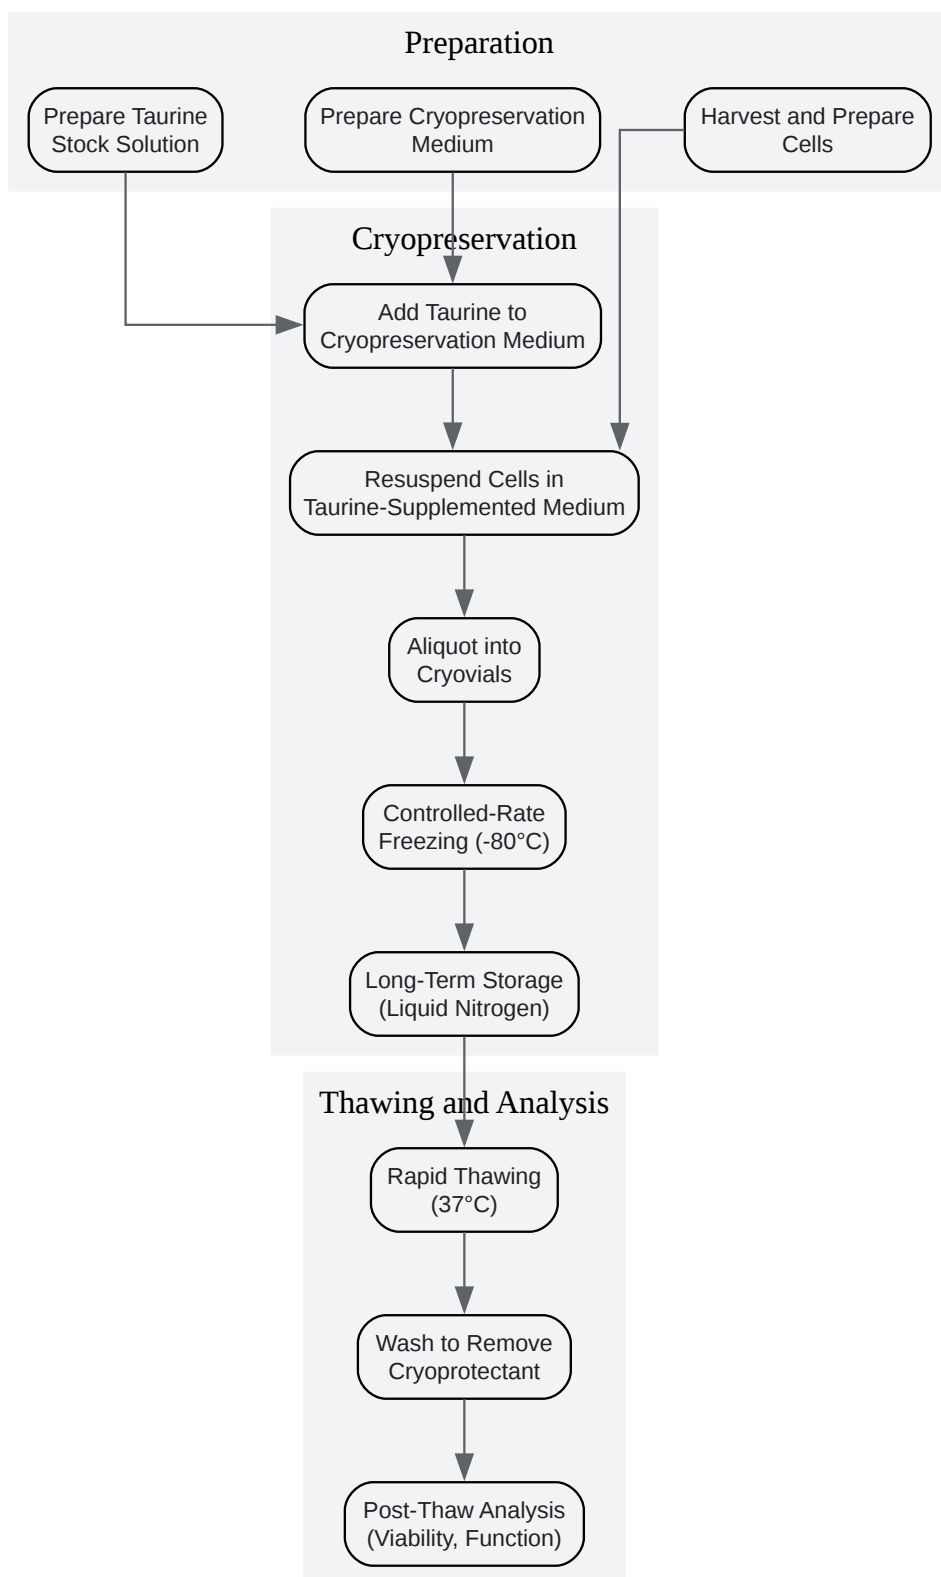 Preparation
Prepare Taurine
Stock Solution
Prepare Cryopreservation
Medium
Harvest and Prepare
Cells
Cryopreservation
Add Taurine to
Cryopreservation Medium
Resuspend Cells in
Taurine-Supplemented Medium
Aliquot into
Cryovials
Controlled-Rate
Freezing (-80°C)
Long-Term Storage
(Liquid Nitrogen)
Thawing and Analysis
Rapid Thawing
(37°C)
Wash to Remove
Cryoprotectant
Post-Thaw Analysis
(Viability, Function)